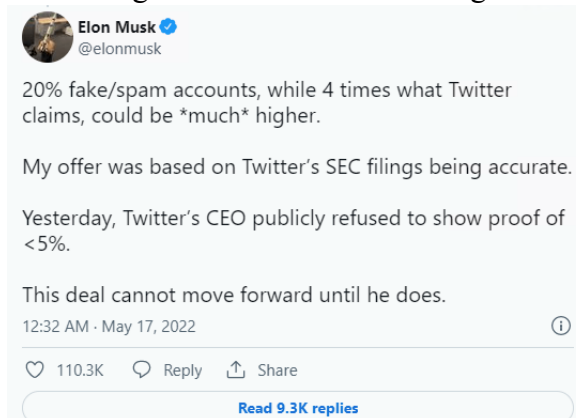 Elon Musk
@elonmusk
20% fake/spam accounts, while 4 times what Twitter
claims, could be *much* higher.
My offer was based on Twitter's SEC filings being accurate.
Yesterday, Twitter's CEO publicly refused to show proof of
<5%.
This deal cannot move forward until he does.
12:32 AM · May 17, 2022
110.3K Reply Share
Read 9.3K replies